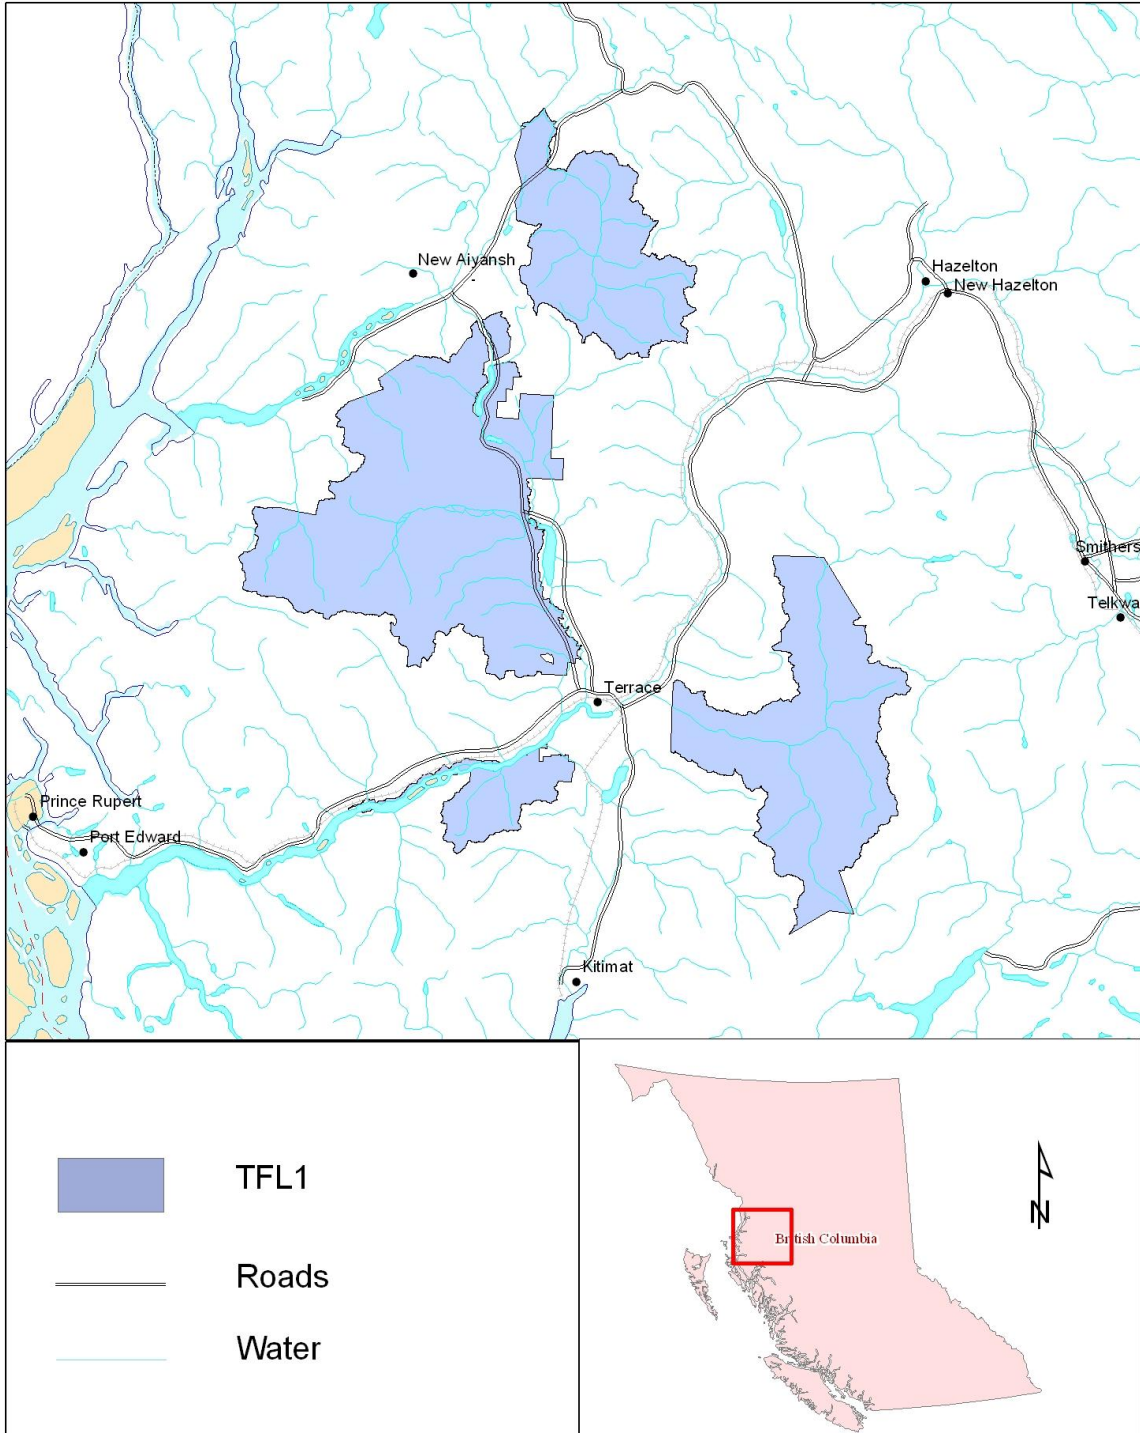 New Aiyansh
Hazelton
New Hazelton
Smithers
Telkwa
Terrace
Prince Rupert
Port Edward
Kitimat
TFL1
Roads
Water
British Columbia
N